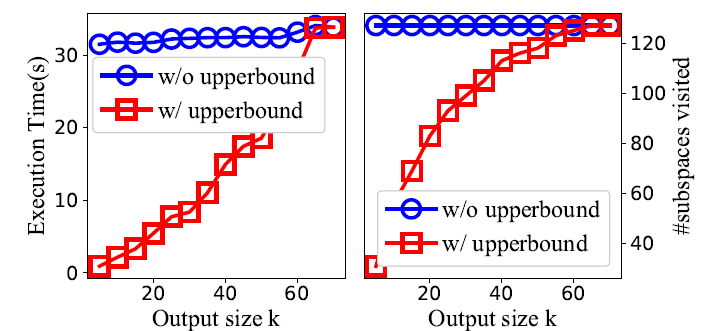 Execution Time(s)
30
20
10
0
w/o upperbound
w/ upperbound
20
40
60
Output size k
w/o upperbound
w/ upperbound
20
40
60
Output size k
120
100
80
60
40
#subspaces visited